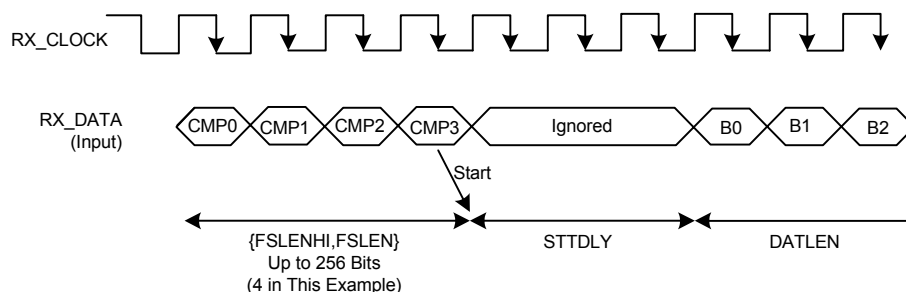 RX_CLOCK
RX_DATA
(Input)
CMP0 CMP1 CMP2 CMP3 Ignored B0 B1 B2
Start
{FSLENHI,FSLEN}
Up to 256 Bits
(4 in This Example)
STTDLY
DATLEN